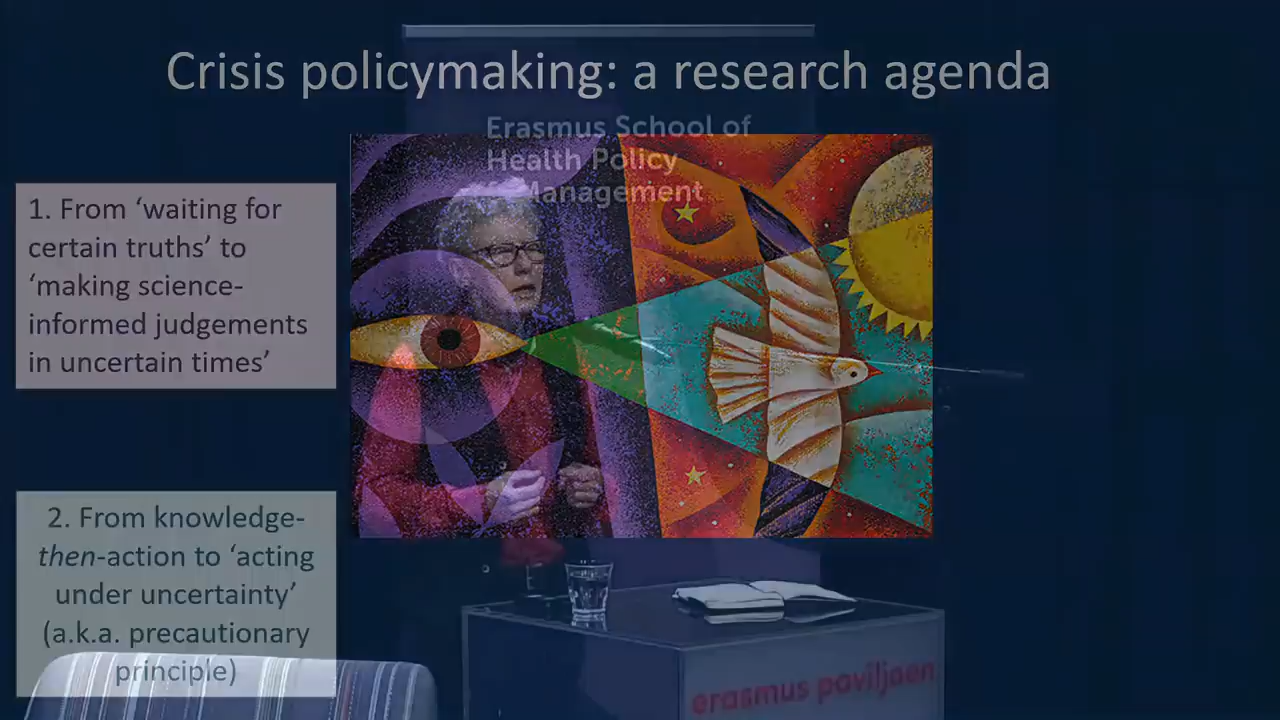 Crisis policymaking: a research agenda
Erasmus School of
Health Policy
Management
1. From ‘waiting for
certain truths’ to
‘making science-
informed judgements
in uncertain times’
2. From knowledge-
then-action to ‘acting
under uncertainty’
(a.k.a. precautionary
principle)
erasmus paviljoen